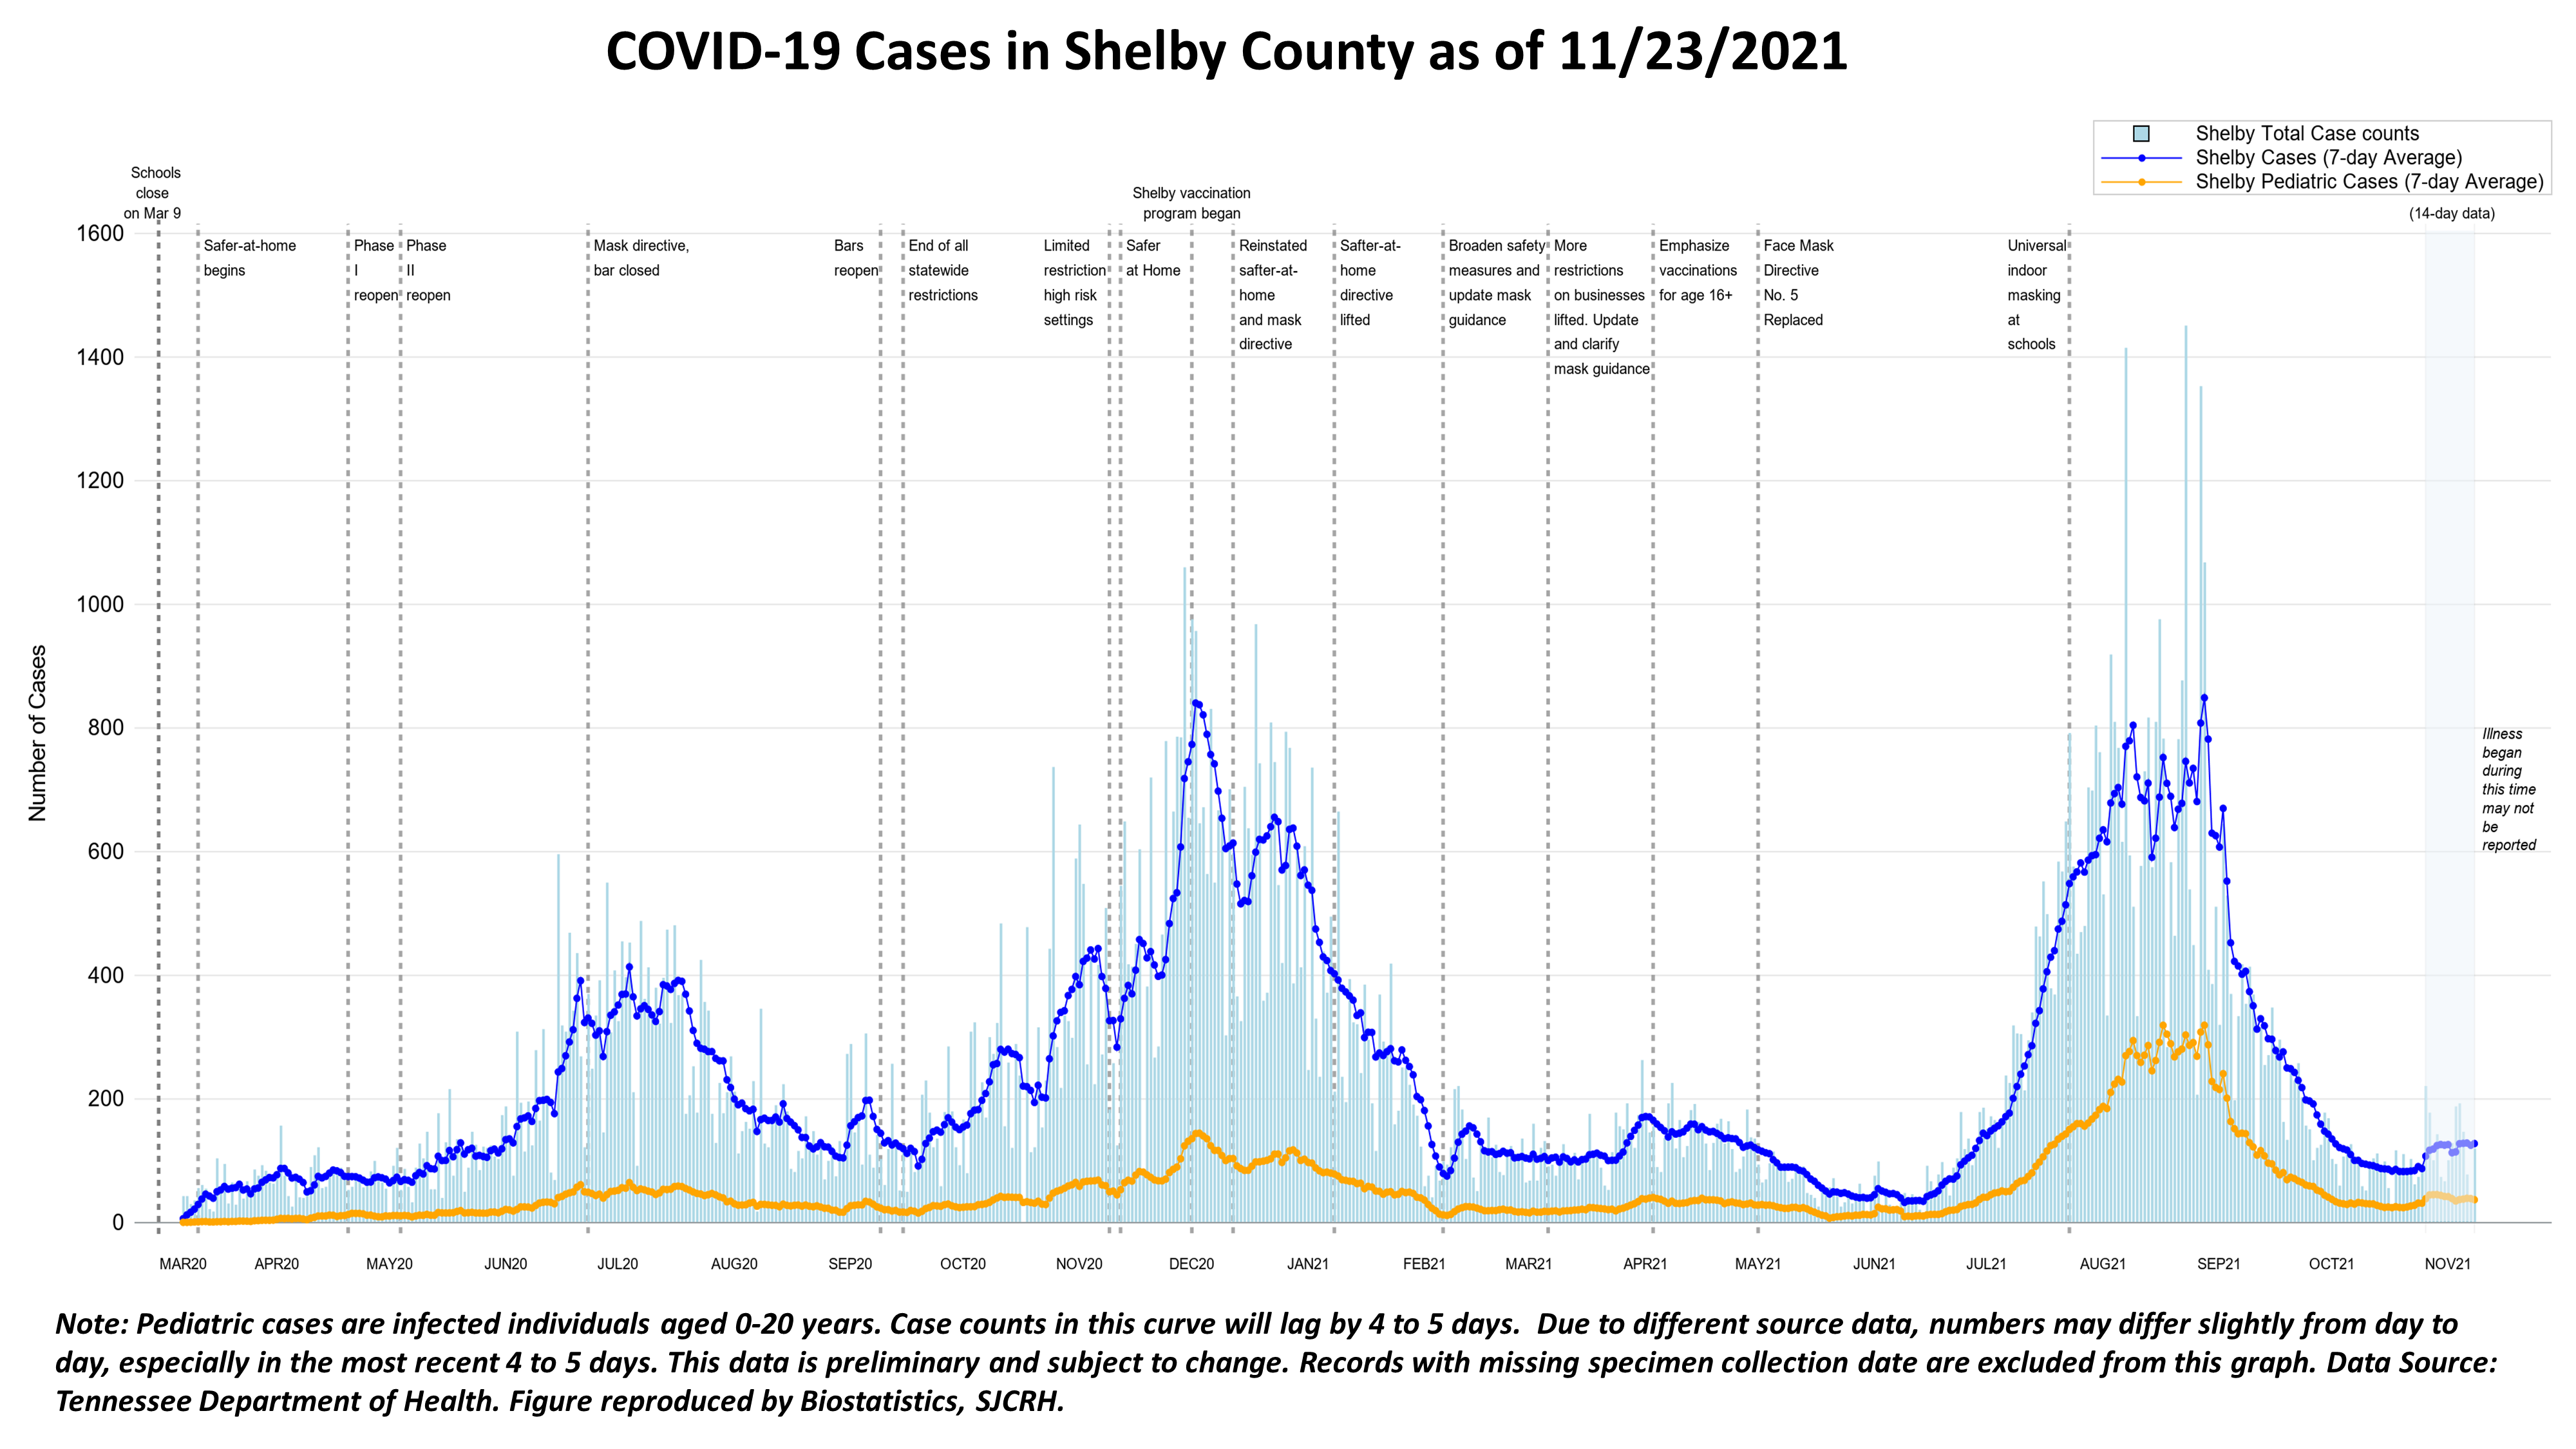 COVID-19 Cases in Shelby County as of 11/23/2021
Shelby Total Case counts
Shelby Cases (7-day Average)
Shelby Pediatric Cases (7-day Average)
(14-day data)
Schools
close
on Mar 9
Shelby vaccination
program began
Safer-at-home
begins
Phase
I
reopen
Phase
II
reopen
Mask directive,
bar closed
Bars
reopen
End of all
statewide
restrictions
Limited
restriction
high risk
settings
Safer
at Home
Reinstated
safter-at-
home
and mask
directive
Safter-at-
home
directive
lifted
Broaden safety
measures and
update mask
guidance
More
restrictions
on businesses
lifted. Update
and clarify
mask guidance
Emphasize
vaccinations
for age 16+
Face Mask
Directive
No. 5
Replaced
Universal
indoor
masking
at
schools
Illness
began
during
this time
may not
be
reported
Number of Cases
1600
1400
1200
1000
800
600
400
200
0
MAR20 APR20 MAY20 JUN20 JUL20 AUG20 SEP20 OCT20 NOV20 DEC20 JAN21 FEB21 MAR21 APR21 MAY21 JUN21 JUL21 AUG21 SEP21 OCT21 NOV21
Note: Pediatric cases are infected individuals aged 0-20 years. Case counts in this curve will lag by 4 to 5 days.  Due to different source data, numbers may differ slightly from day to
day, especially in the most recent 4 to 5 days. This data is preliminary and subject to change. Records with missing specimen collection date are excluded from this graph. Data Source:
Tennessee Department of Health. Figure reproduced by Biostatistics, SJCRH.